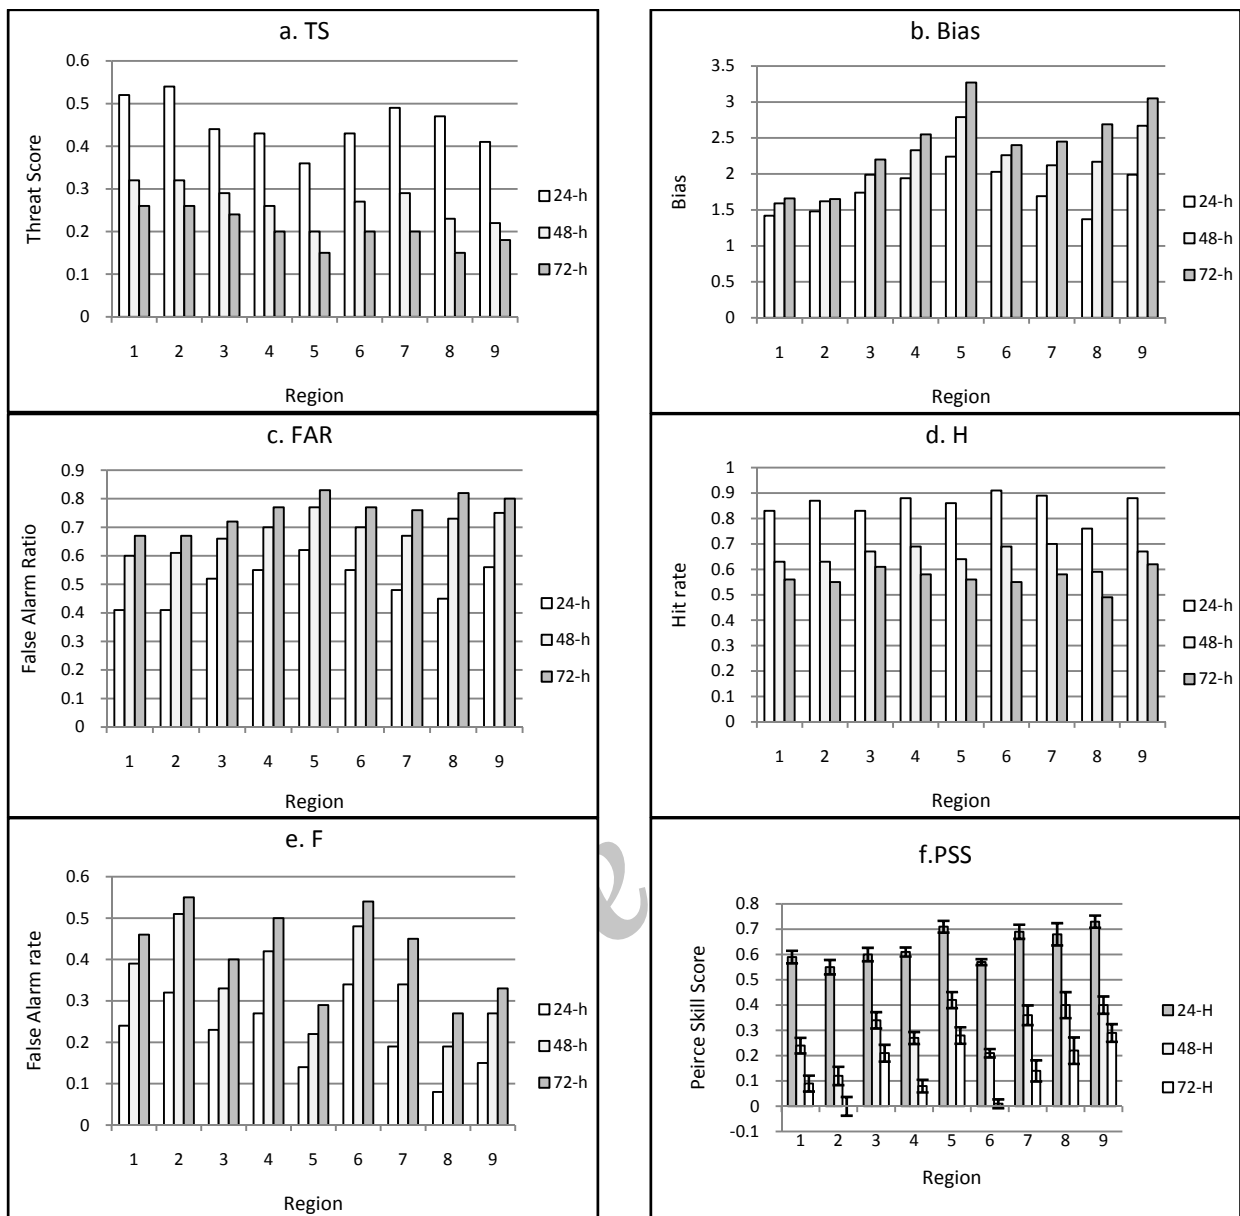 a. TS
0.6
0.5
0.4
0.3
0.2
0.1
0
Threat Score
1 2 3 4 5 6 7 8 9
Region
24-h
48-h
72-h
b. Bias
3.5
3
2.5
2
1.5
1
0.5
0
Bias
1 2 3 4 5 6 7 8 9
Region
24-h
48-h
72-h
c. FAR
0.9
0.8
0.7
0.6
0.5
0.4
0.3
0.2
0.1
0
False Alarm Ratio
1 2 3 4 5 6 7 8 9
Region
24-h
48-h
72-h
d. H
1
0.9
0.8
0.7
0.6
0.5
0.4
0.3
0.2
0.1
0
Hit rate
1 2 3 4 5 6 7 8 9
Region
24-h
48-h
72-h
e. F
0.6
0.5
0.4
0.3
0.2
0.1
0
False Alarm rate
1 2 3 4 5 6 7 8 9
Region
24-h
48-h
72-h
f.PSS
0.8
0.7
0.6
0.5
0.4
0.3
0.2
0.1
0
-0.1
Peirce Skill Score
1 2 3 4 5 6 7 8 9
Region
24-H
48-H
72-H